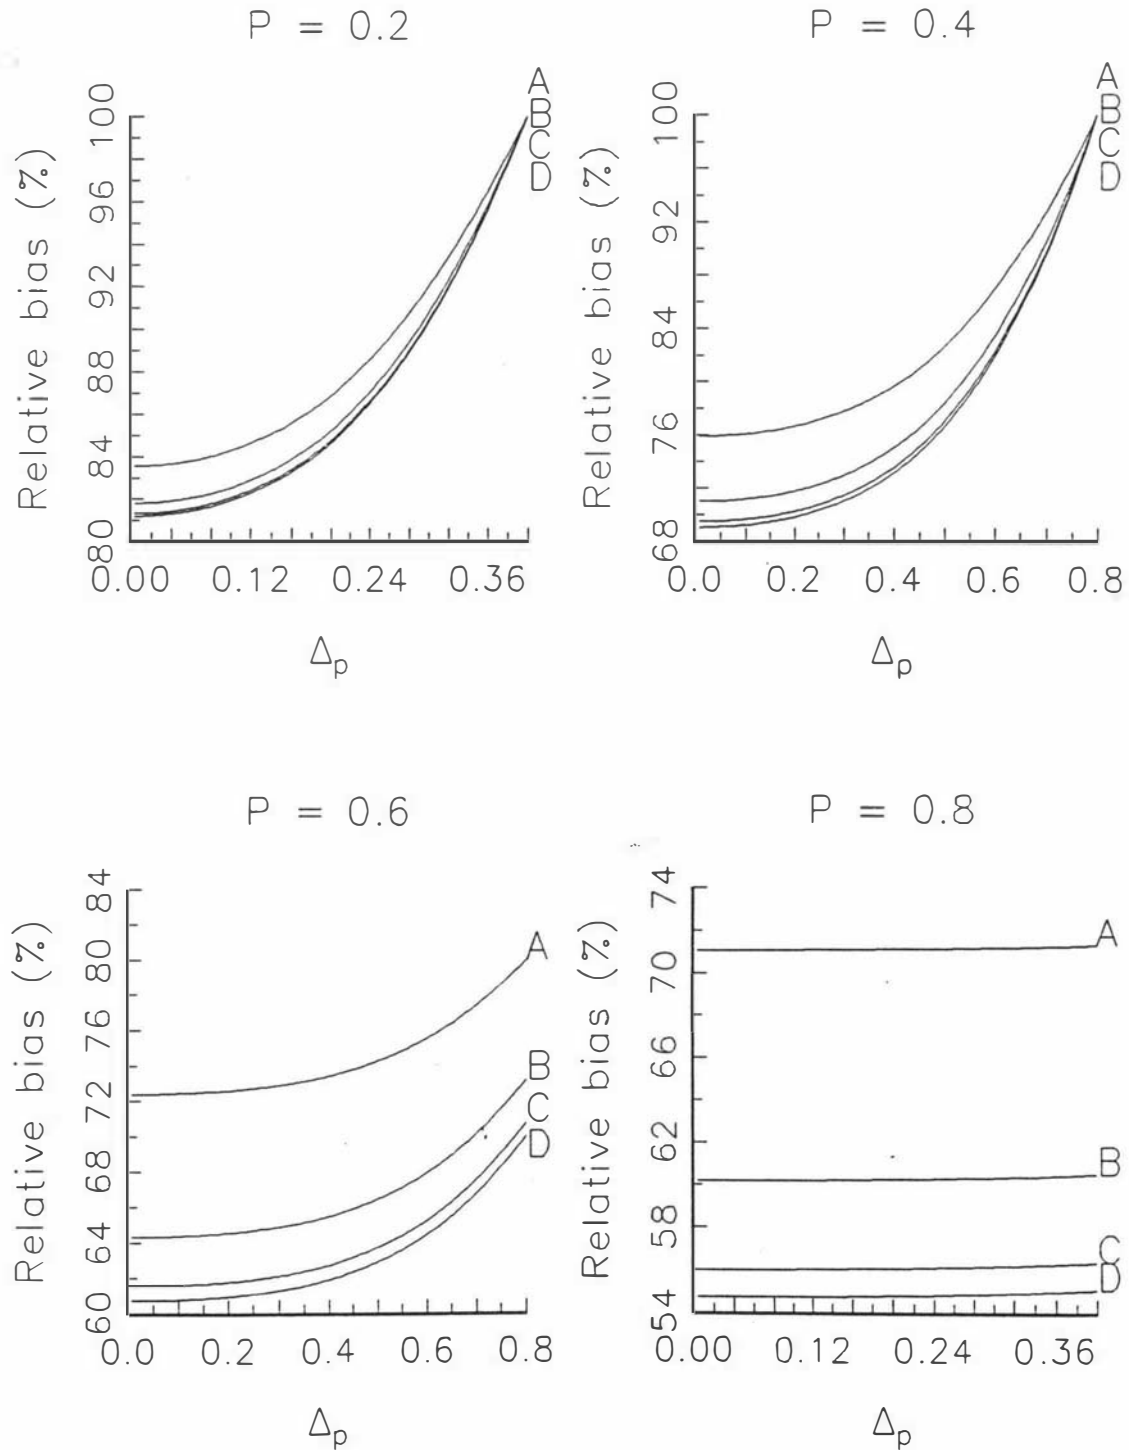 P = 0.2
Relative bias (%)
100
96
92
88
84
80
0.00 0.12 0.24 0.36
A
B
C
D
Δp
P = 0.4
Relative bias (%)
100
92
84
76
68
0.0 0.2 0.4 0.6 0.8
A
B
C
D
Δp
P = 0.6
Relative bias (%)
84
80
76
72
68
64
60
0.0 0.2 0.4 0.6 0.8
A
B
C
D
Δp
P = 0.8
Relative bias (%)
74
70
66
62
58
54
0.00 0.12 0.24 0.36
A
B
C
D
Δp